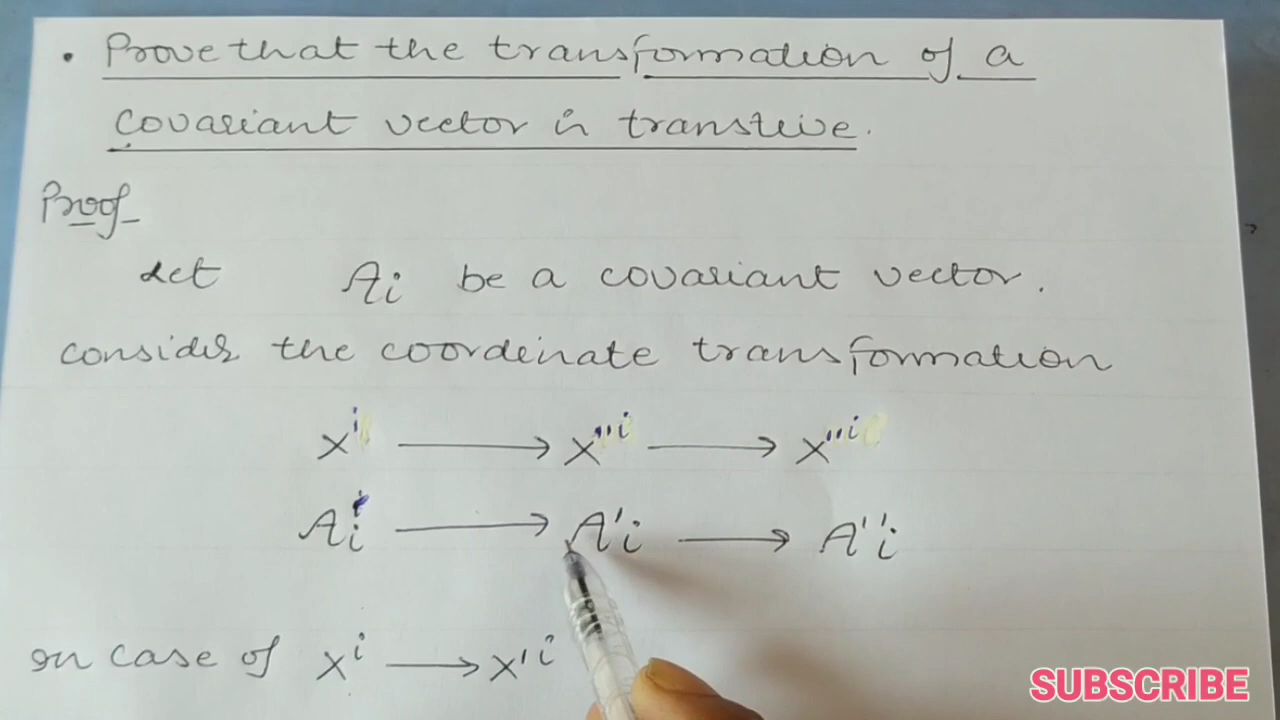 • Prove that the transformation of a
covariant vector is transtive.
Proof
Let Ai be a covariant vector.
consider the coordinate transformation
x^i ⟶ x''^i ⟶ x''^i
Ai ⟶ A'i ⟶ A''i
In case of x^i ⟶ x'^i
SUBSCRIBE